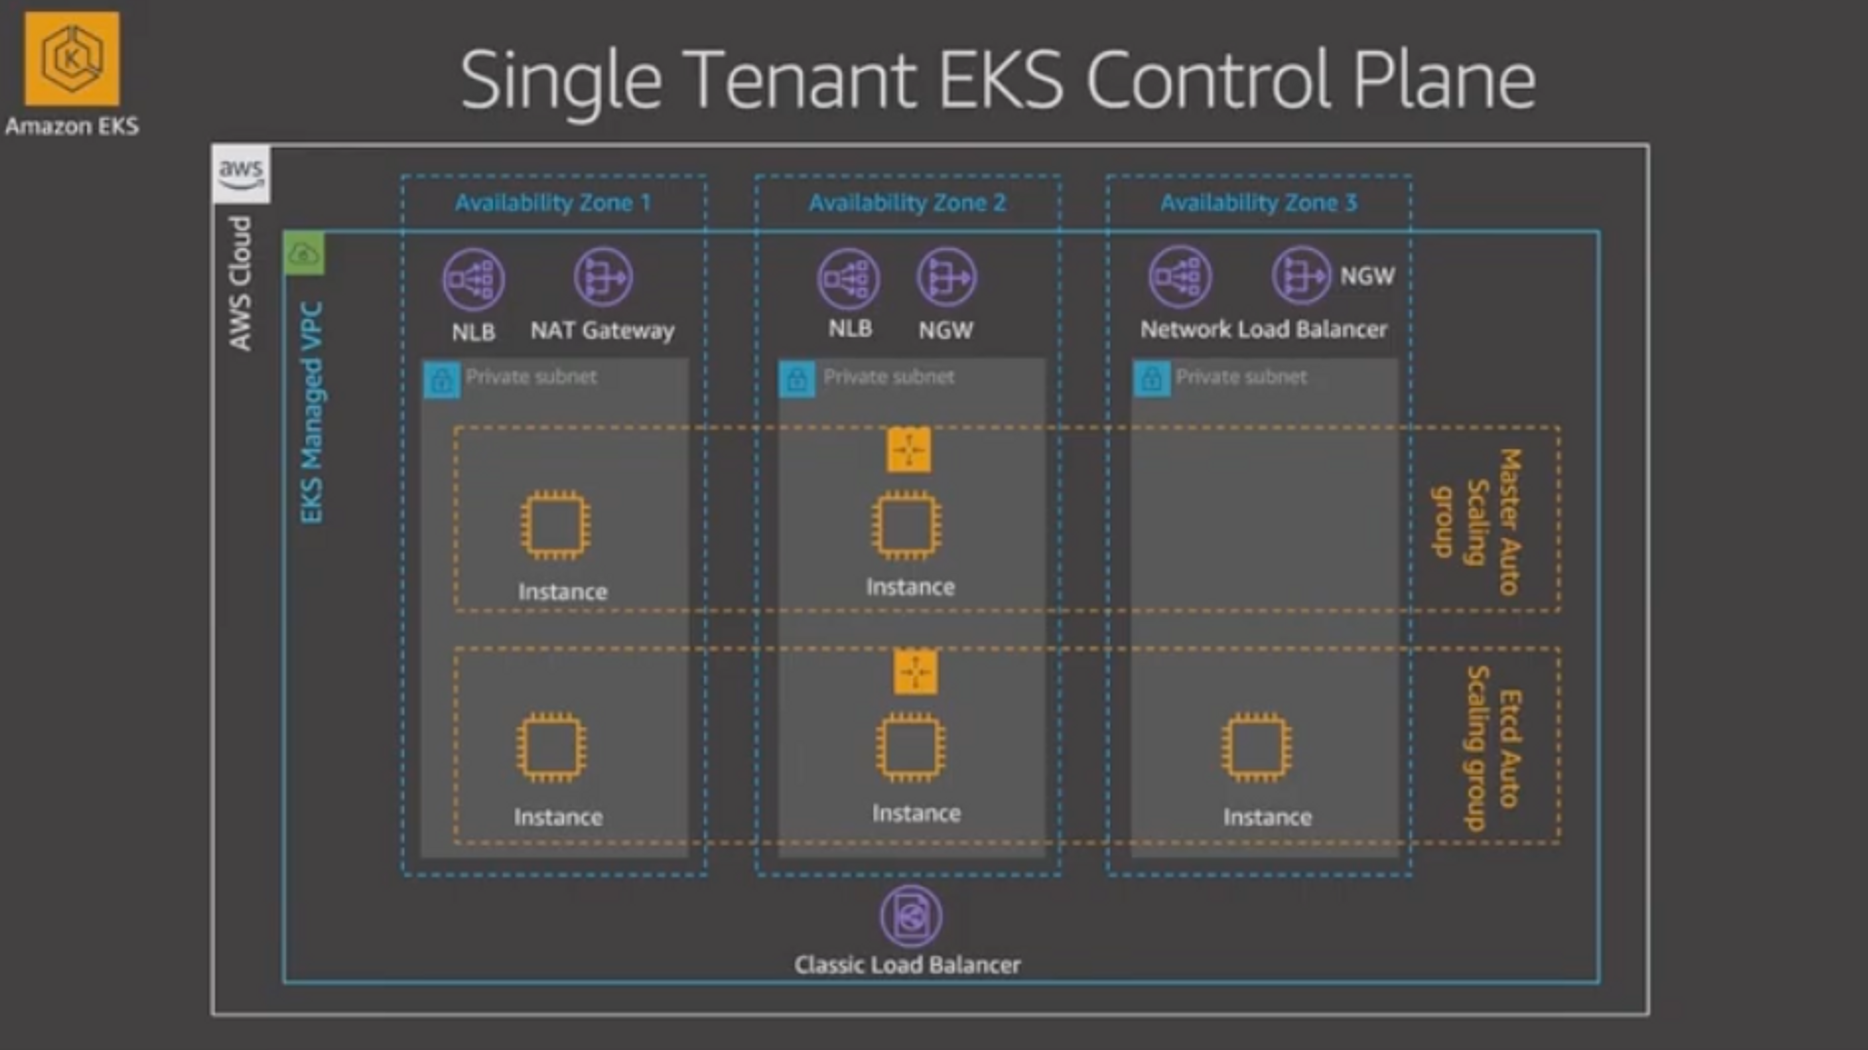 Amazon EKS
Single Tenant EKS Control Plane
aws
AWS Cloud
EKS Managed VPC
Availability Zone 1
Availability Zone 2
Availability Zone 3
NLB
NAT Gateway
NLB
NGW
Network Load Balancer
NGW
Private subnet
Private subnet
Private subnet
Instance
Instance
Master Auto
Scaling
group
Instance
Instance
Instance
Etcd Auto
Scaling group
Classic Load Balancer